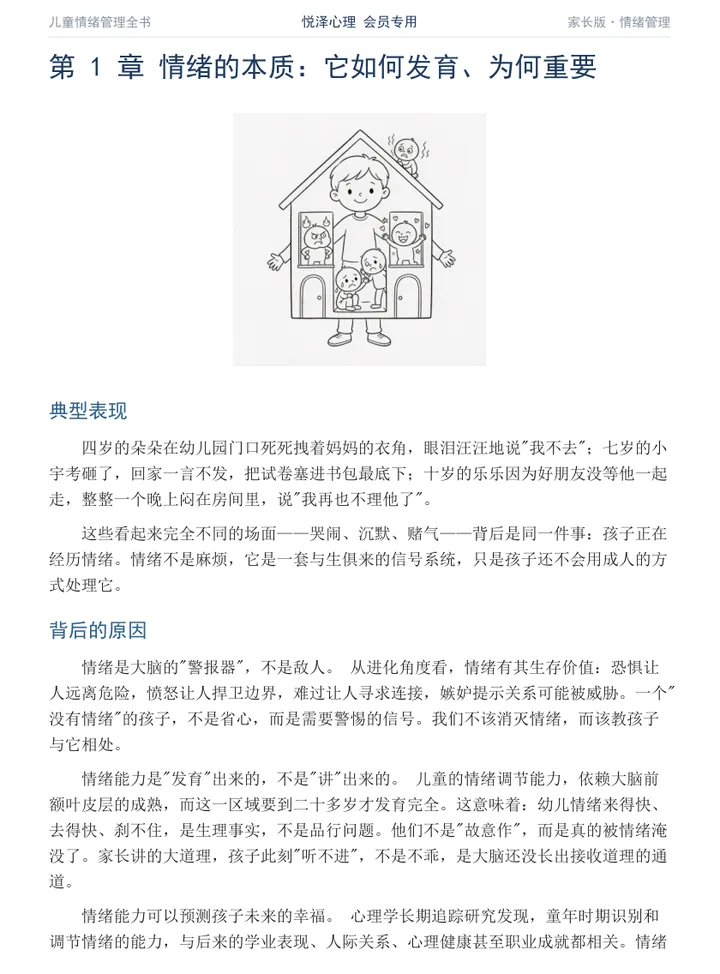 儿童情绪管理全书
悦泽心理 会员专用
家长版·情绪管理
第 1 章 情绪的本质：它如何发育、为何重要
典型表现
四岁的朵朵在幼儿园门口死死拽着妈妈的衣角，眼泪汪汪地说"我不去"；七岁的小
宇考砸了，回家一言不发，把试卷塞进书包最底下；十岁的乐乐因为好朋友没等他一起
走，整整一个晚上闷在房间里，说"我再也不理他了"。
这些看起来完全不同的场面——哭闹、沉默、赌气——背后是同一件事：孩子正在
经历情绪。情绪不是麻烦，它是一套与生俱来的信号系统，只是孩子还不会用成人的方
式处理它。
背后的原因
情绪是大脑的"警报器"，不是敌人。 从进化角度看，情绪有其生存价值：恐惧让
人远离危险，愤怒让人捍卫边界，难过让人寻求连接，嫉妒提示关系可能被威胁。一个"
没有情绪"的孩子，不是省心，而是需要警惕的信号。我们不该消灭情绪，而该教孩子
与它相处。
情绪能力是"发育"出来的，不是"讲"出来的。 儿童的情绪调节能力，依赖大脑前
额叶皮层的成熟，而这一区域要到二十多岁才发育完全。这意味着：幼儿情绪来得快、
去得快、刹不住，是生理事实，不是品行问题。他们不是"故意作"，而是真的被情绪淹
没了。家长讲的大道理，孩子此刻"听不进"，不是不乖，是大脑还没长出接收道理的通
道。
情绪能力可以预测孩子未来的幸福。 心理学长期追踪研究发现，童年时期识别和
调节情绪的能力，与后来的学业表现、人际关系、心理健康甚至职业成就都相关。情绪